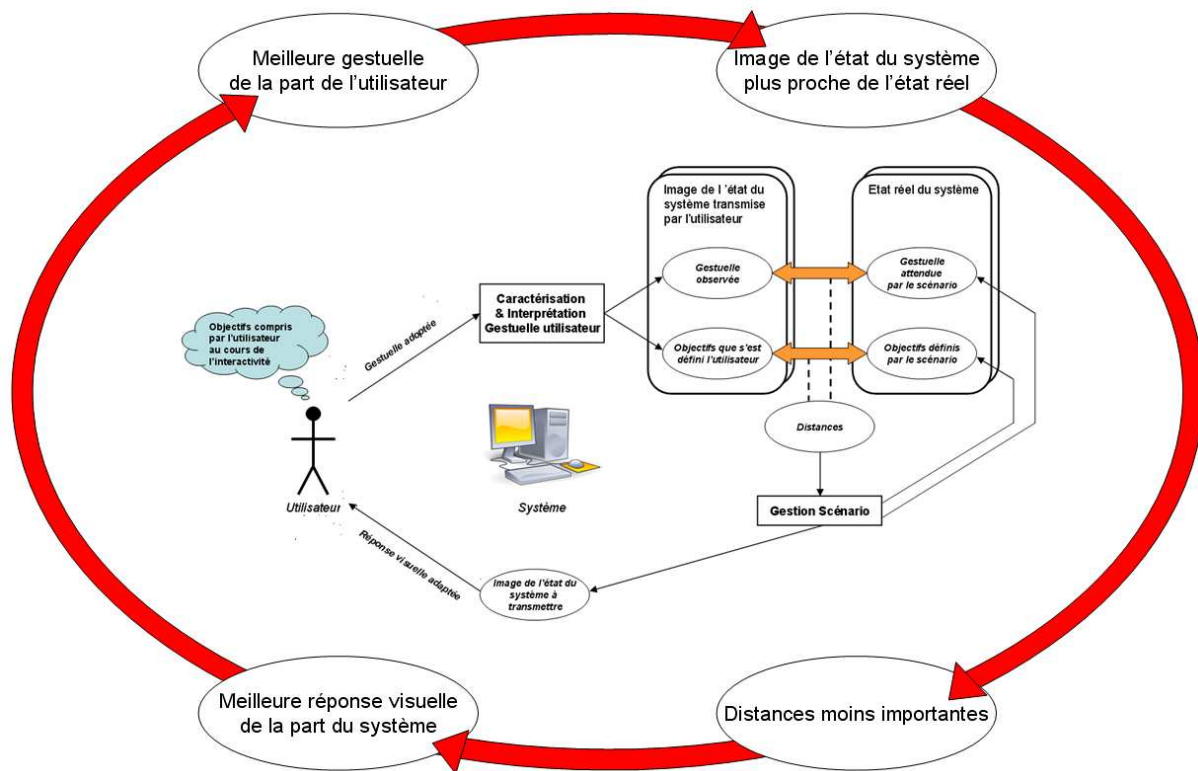 Meilleure gestuelle
de la part de l'utilisateur
Image de l'état du système
plus proche de l'état réel
Image de l 'état du
système transmise
par l'utilisateur
Etat réel du système
Gestuelle
observée
Gestuelle
attendue
par le scénario
Caractérisation
& Interprétation
Gestuelle utilisateur
Objectifs que s'est
défini l'utilisateur
Objectifs définis
par le scénario
Objectifs compris
par l'utilisateur
au cours de
l'interactivité
Gestuelle adoptée
Distances
Utilisateur
Système
Gestion Scénario
Réponse visuelle adaptée
Image de l'état du
système à
transmettre
Meilleure réponse visuelle
de la part du système
Distances moins importantes